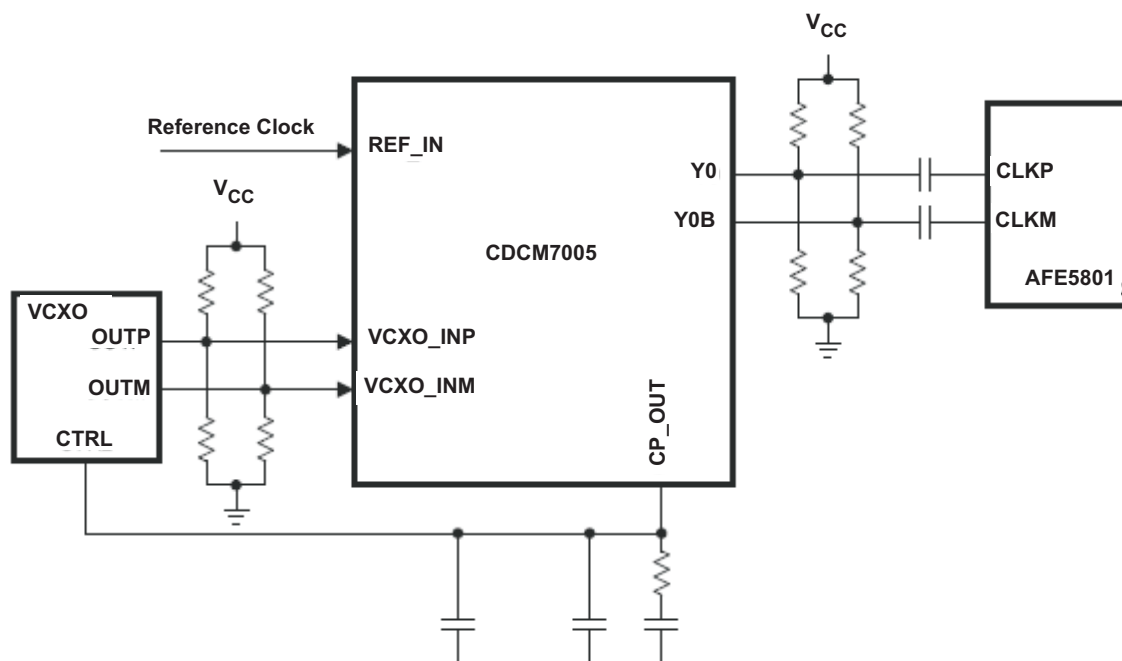 VCC
Reference Clock
REF_IN
VCC
Y0
CLKP
Y0B
CLKM
CDCM7005
AFE5801
VCXO
OUTP
VCXO_INP
OUTM
VCXO_INM
CTRL
CP_OUT